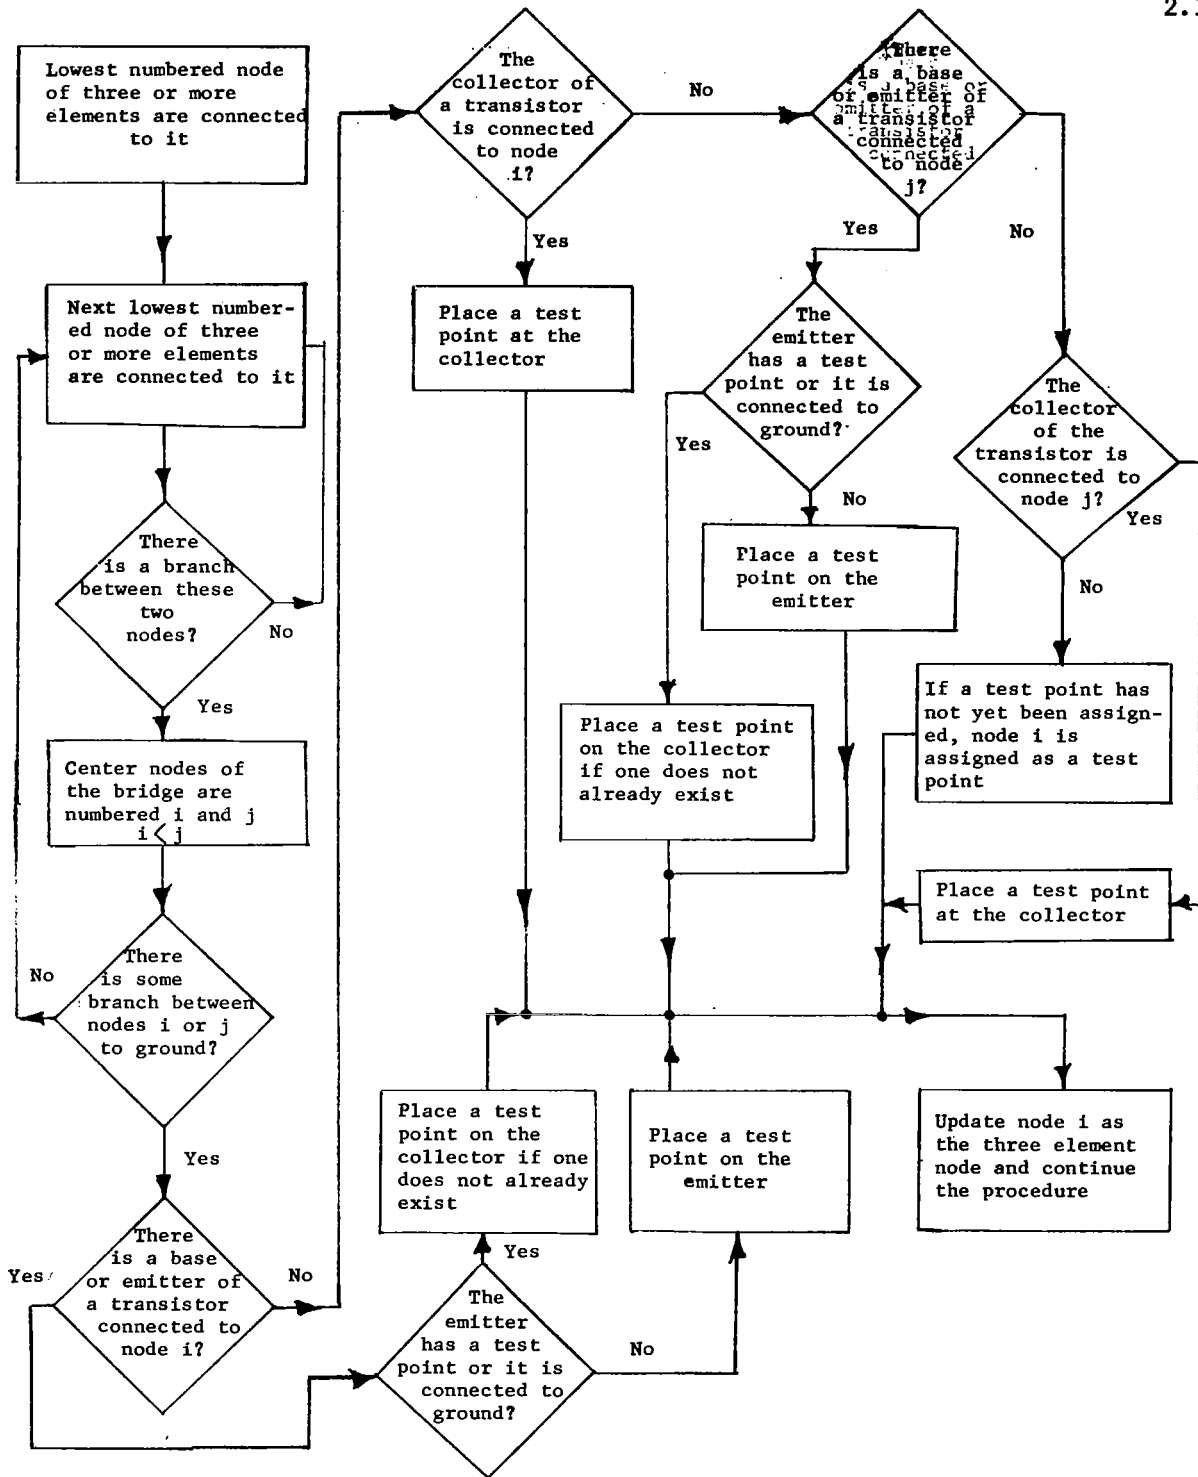 2.
Lowest numbered node
of three or more
elements are connected
to it
Next lowest number-
ed node of three
or more elements
are connected to it
There
is a branch
between these
two
nodes?
No
Yes
Center nodes of
the bridge are
numbered i and j
i < j
There
is some
branch between
nodes i or j
to ground?
No
Yes
There
is a base
or emitter of
a transistor
connected to
node i?
Yes
No
The
collector of
a transistor
is connected
to node
i?
No
Yes
Place a test
point at the
collector
There
is a base
or emitter of
a transistor
connected
to node
j?
Yes
No
The
emitter
has a test
point or it is
connected to
ground?
Yes
No
Place a test
point on the
emitter
Place a test point
on the collector
if one does not
already exist
The
collector
of the
transistor is
connected to
node j?
Yes
No
If a test point has
not yet been assign-
ed, node i is
assigned as a test
point
Place a test point
at the collector
Place a test
point on the
collector if one
does not already
exist
Place a test
point on the
emitter
Update node i as
the three element
node and continue
the procedure
Yes
The
emitter
has a test
point or it is
connected to
ground?
No